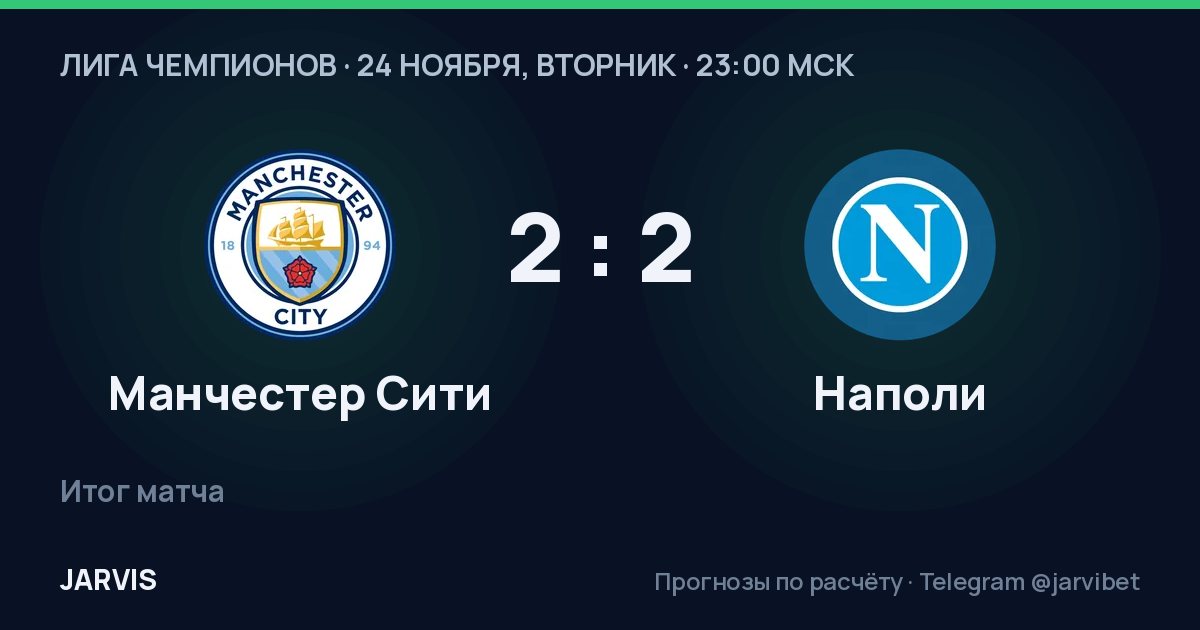 ЛИГА ЧЕМПИОНОВ · 24 НОЯБРЯ, ВТОРНИК · 23:00 МСК
MANCHESTER
18 94
CITY
N
2 : 2
Манчестер Сити
Наполи
Итог матча
JARVIS
Прогнозы по расчёту · Telegram @jarvibet